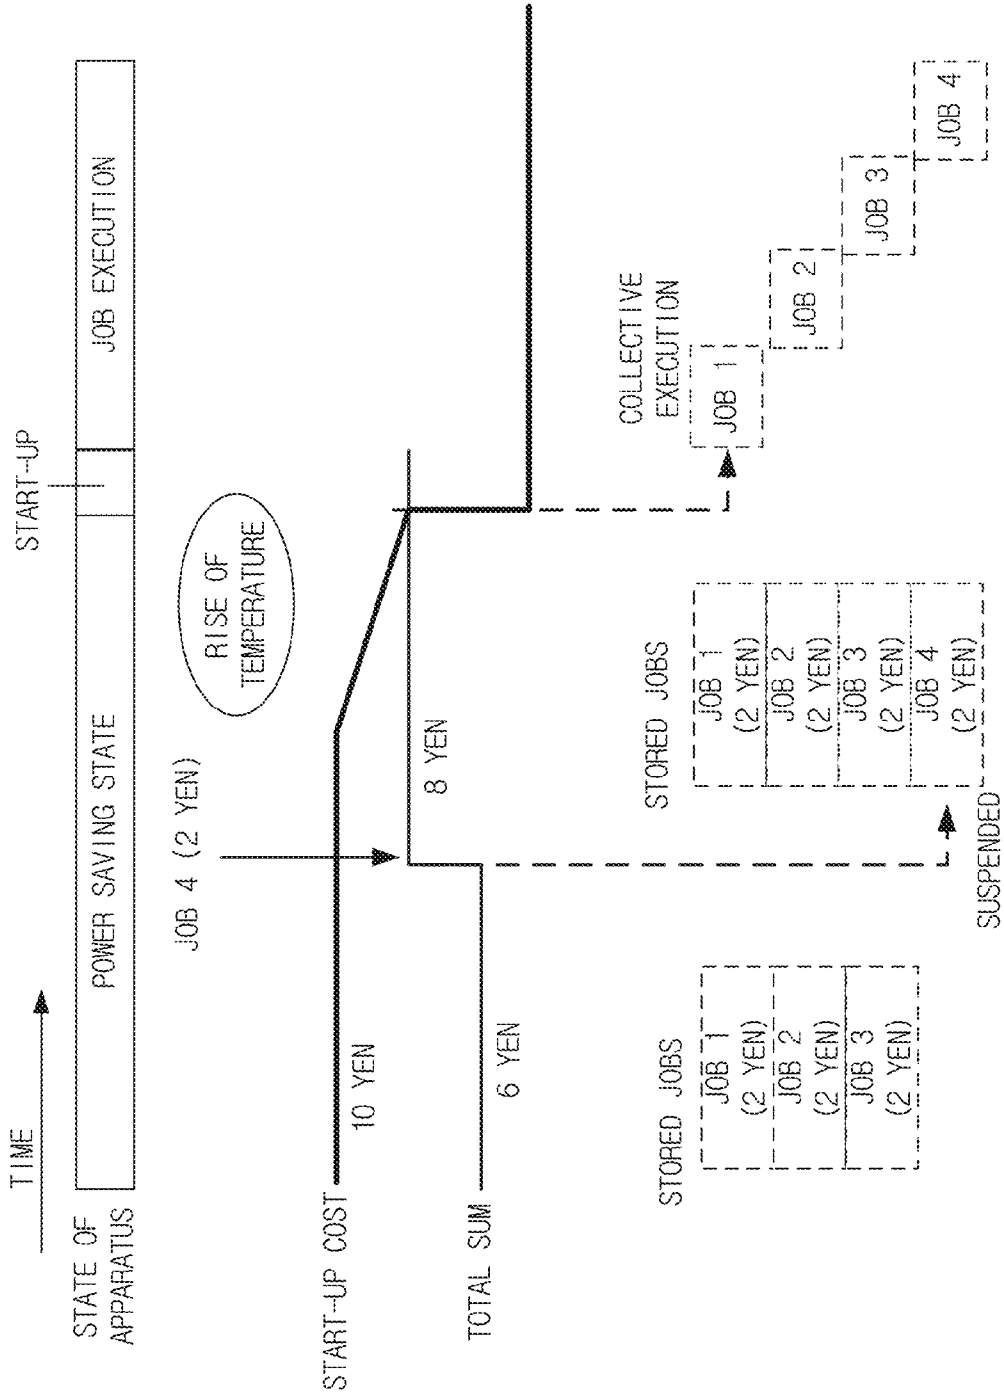 TIME
STATE OF
APPARATUS
POWER SAVING STATE
START-UP
JOB EXECUTION
JOB 4 (2 YEN)
RISE OF
TEMPERATURE
START-UP COST
10 YEN
8 YEN
TOTAL SUM
6 YEN
COLLECTIVE
EXECUTION
JOB 1
JOB 2
JOB 3
JOB 4
STORED JOBS
JOB 1
(2 YEN)
JOB 2
(2 YEN)
JOB 3
(2 YEN)
STORED JOBS
JOB 1
(2 YEN)
JOB 2
(2 YEN)
JOB 3
(2 YEN)
JOB 4
(2 YEN)
SUSPENDED